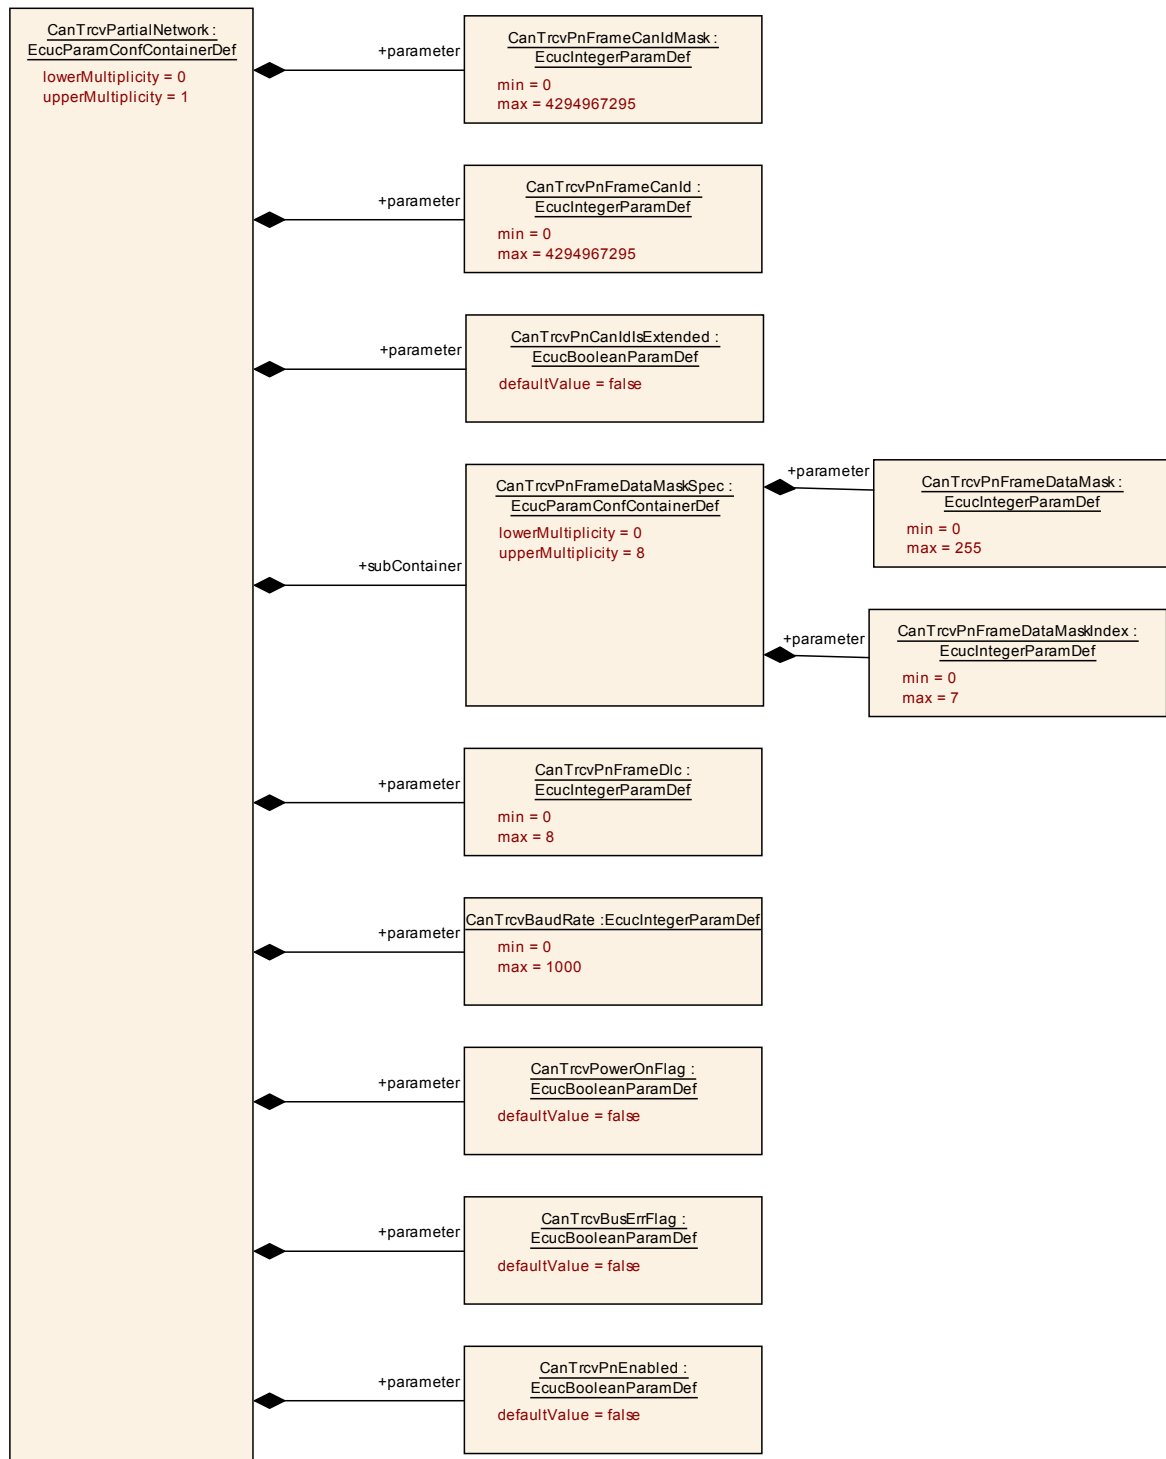 CanTrcvPartialNetwork :
EcucParamConfContainerDef
lowerMultiplicity = 0
upperMultiplicity = 1
+parameter
CanTrcvPnFrameCanIdMask :
EcucIntegerParamDef
min = 0
max = 4294967295
+parameter
CanTrcvPnFrameCanId :
EcucIntegerParamDef
min = 0
max = 4294967295
+parameter
CanTrcvPnCanIdIsExtended :
EcucBooleanParamDef
defaultValue = false
+subContainer
CanTrcvPnFrameDataMaskSpec :
EcucParamConfContainerDef
lowerMultiplicity = 0
upperMultiplicity = 8
+parameter
CanTrcvPnFrameDataMask :
EcucIntegerParamDef
min = 0
max = 255
+parameter
CanTrcvPnFrameDataMaskIndex :
EcucIntegerParamDef
min = 0
max = 7
+parameter
CanTrcvPnFrameDlc :
EcucIntegerParamDef
min = 0
max = 8
+parameter
CanTrcvBaudRate :EcucIntegerParamDef
min = 0
max = 1000
+parameter
CanTrcvPowerOnFlag :
EcucBooleanParamDef
defaultValue = false
+parameter
CanTrcvBusErrFlag :
EcucBooleanParamDef
defaultValue = false
+parameter
CanTrcvPnEnabled :
EcucBooleanParamDef
defaultValue = false